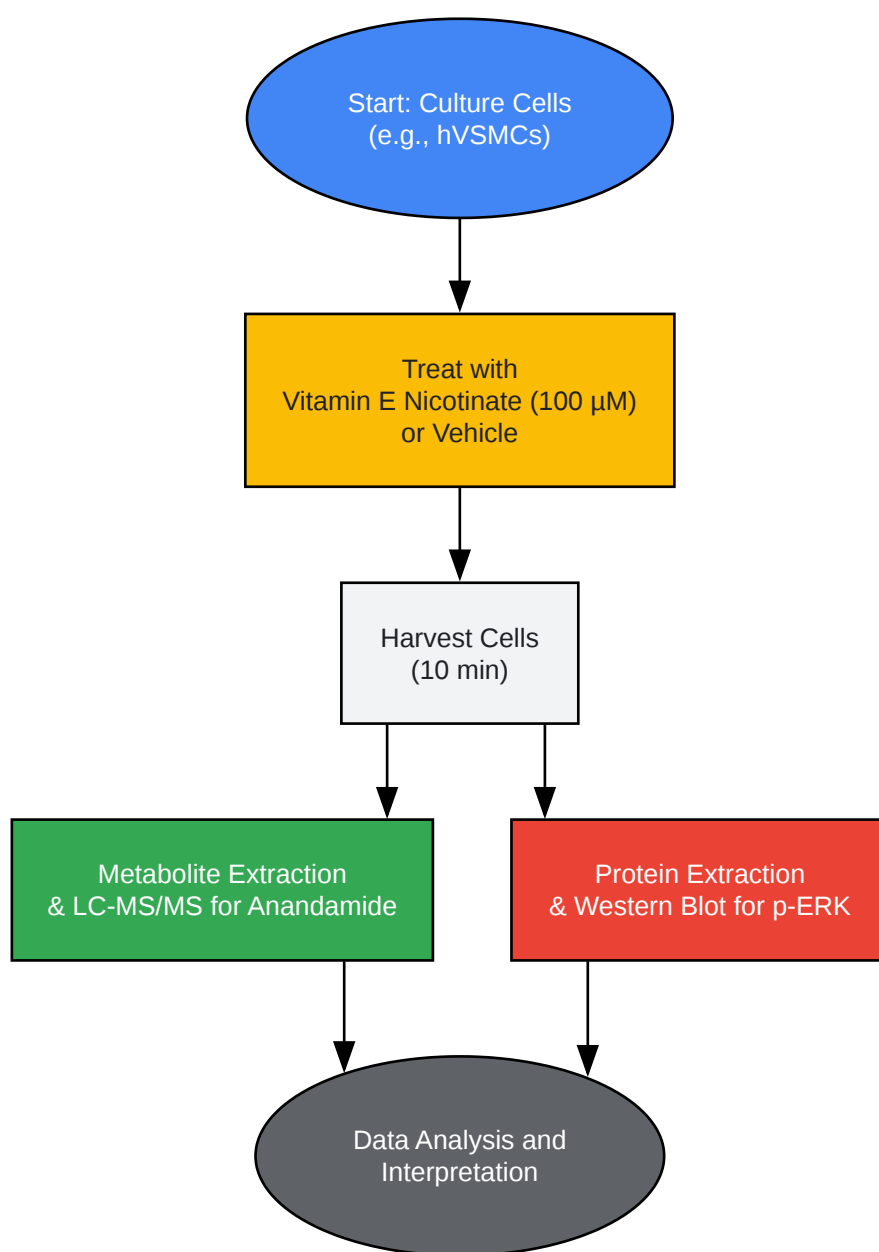 Start: Culture Cells
(e.g., hVSMCs)
Treat with
Vitamin E Nicotinate (100 µM)
or Vehicle
Harvest Cells
(10 min)
Metabolite Extraction
& LC-MS/MS for Anandamide
Protein Extraction
& Western Blot for p-ERK
Data Analysis and
Interpretation